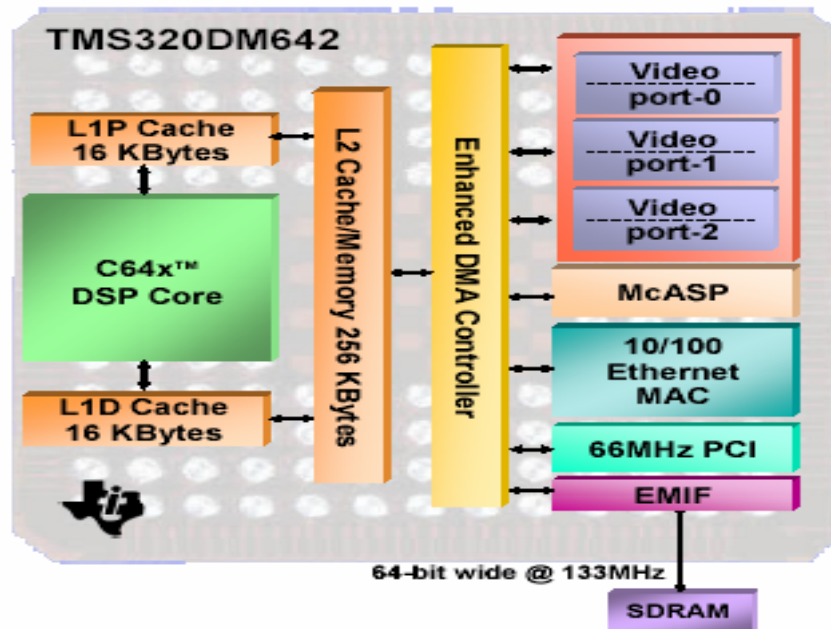 TMS320DM642
L1P Cache
16 KBytes
C64x™
DSP Core
L1D Cache
16 KBytes
L2 Cache/Memory 256 KBytes
Enhanced DMA Controller
Video
port-0
Video
port-1
Video
port-2
McASP
10/100
Ethernet
MAC
66MHz PCI
EMIF
64-bit wide @ 133MHz
SDRAM